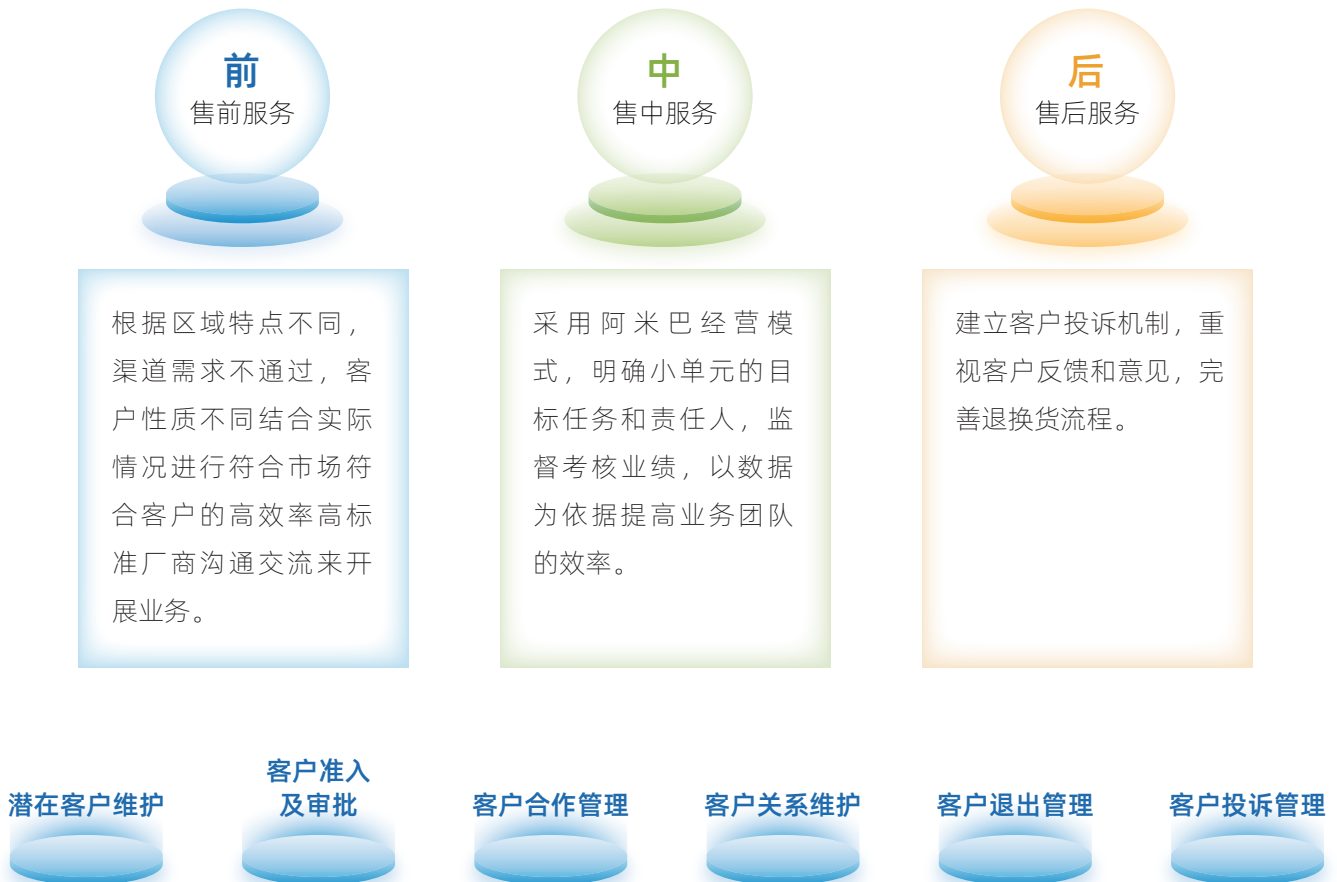 前
售前服务
中
售中服务
后
售后服务
根据区域特点不同，
渠道需求不通过，客
户性质不同结合实际
情况进行符合市场符
合客户的高效率高标
准厂商沟通交流来开
展业务。
采用阿米巴经营模
式，明确小单元的目
标任务和责任人，监
督考核业绩，以数据
为依据提高业务团队
的效率。
建立客户投诉机制，重
视客户反馈和意见，完
善退换货流程。
潜在客户维护
客户准入
及审批
客户合作管理
客户关系维护
客户退出管理
客户投诉管理